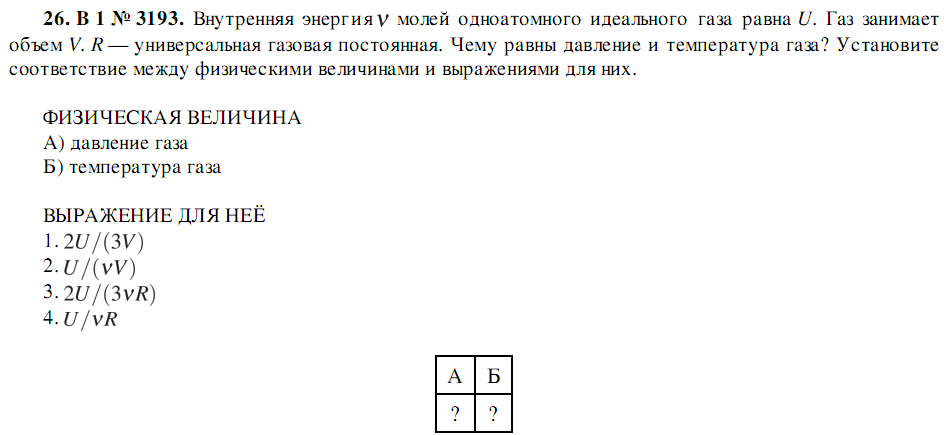 26. В 1 № 3193. Внутренняя энергия ν молей одноатомного идеального газа равна U. Газ занимает
объем V. R — универсальная газовая постоянная. Чему равны давление и температура газа? Установите
соответствие между физическими величинами и выражениями для них.
ФИЗИЧЕСКАЯ ВЕЛИЧИНА
А) давление газа
Б) температура газа
ВЫРАЖЕНИЕ ДЛЯ НЕЁ
1. 2U/(3V)
2. U/(νV)
3. 2U/(3νR)
4. U/νR
А Б
? ?